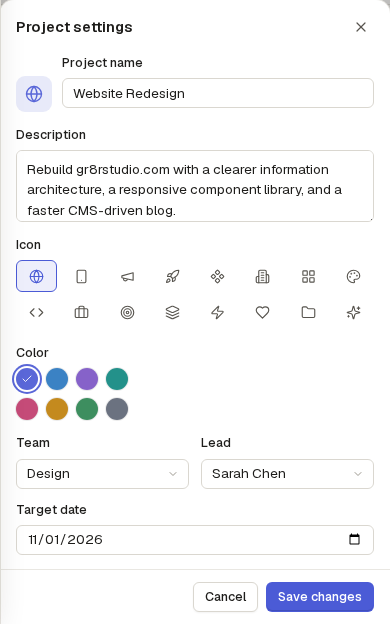 Project settings
Project name
Website Redesign
Description
Rebuild gr8rstudio.com with a clearer information
architecture, a responsive component library, and a
faster CMS-driven blog.
Icon
Color
Team
Lead
Design
Sarah Chen
Target date
11/01/2026
Cancel
Save changes